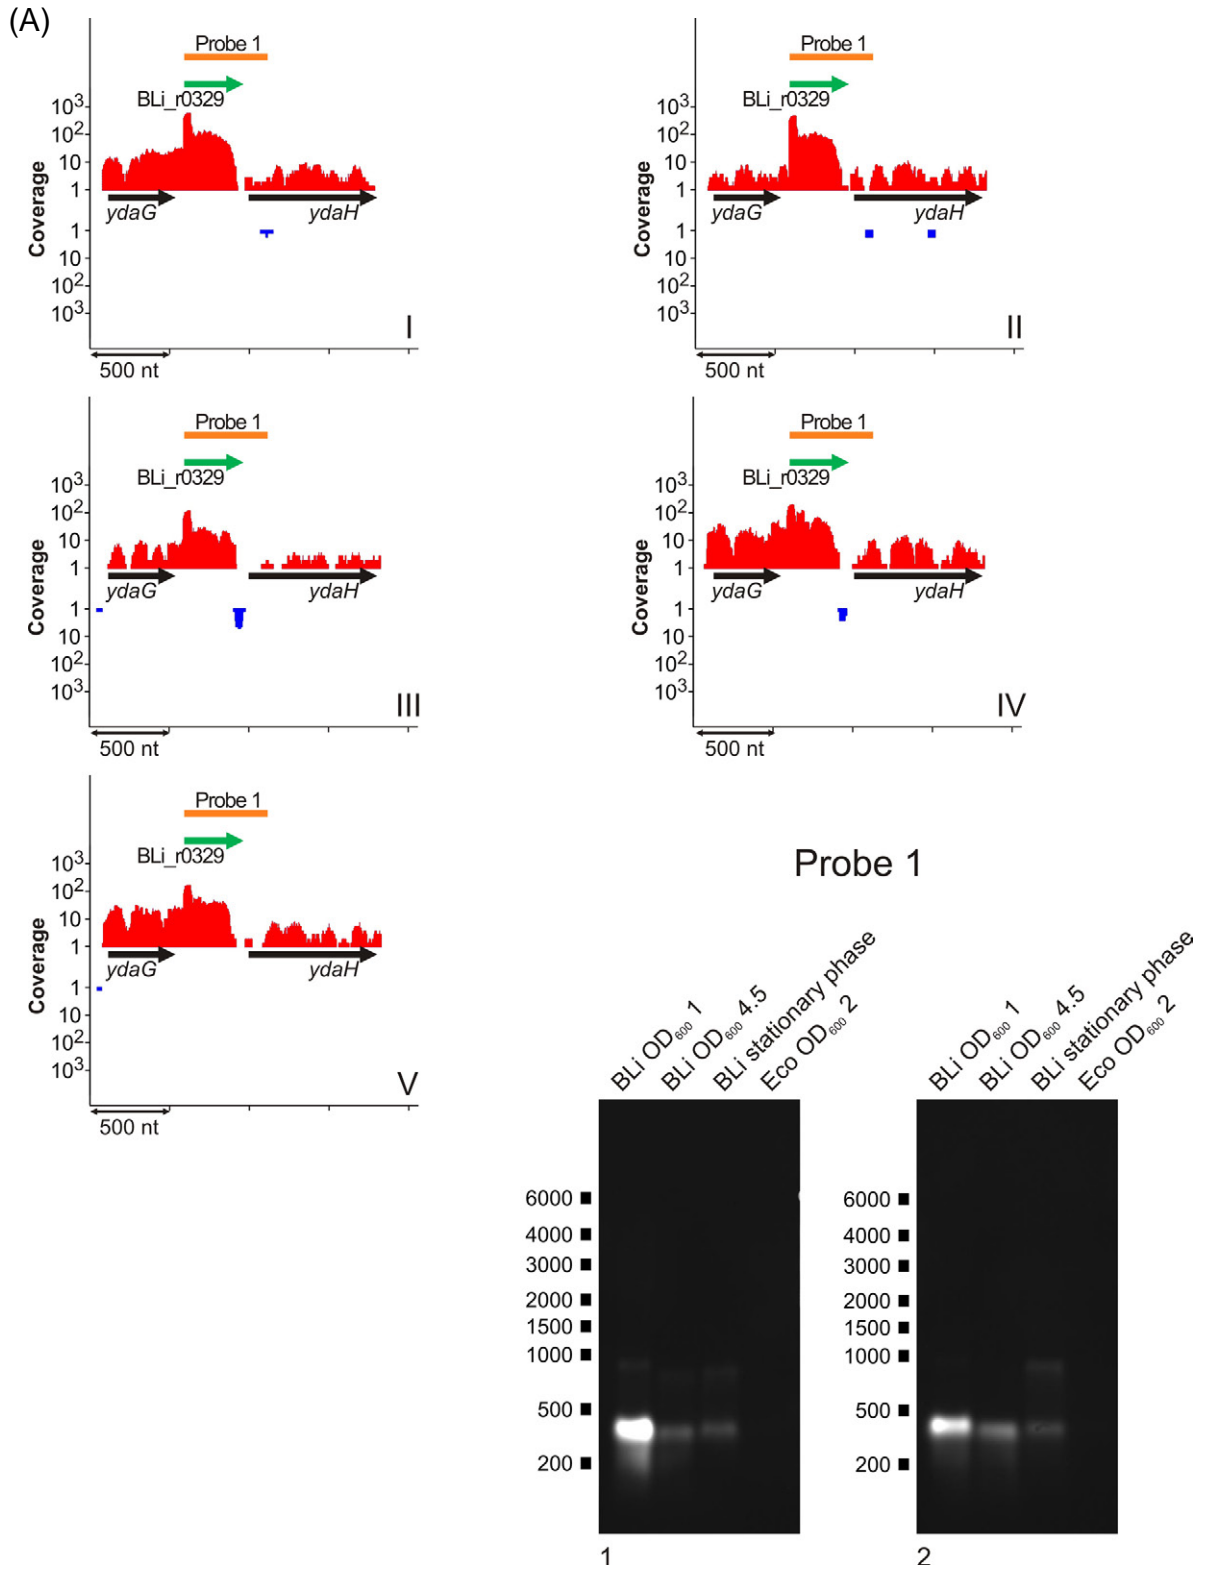 (A)
Probe 1
BLi_r0329
10³
10²
10
1
Coverage
ydaG
ydaH
1
10
10²
10³
I
500 nt
Probe 1
BLi_r0329
10³
10²
10
1
Coverage
ydaG
ydaH
1
10
10²
10³
II
500 nt
Probe 1
BLi_r0329
10³
10²
10
1
Coverage
ydaG
ydaH
1
10
10²
10³
III
500 nt
Probe 1
BLi_r0329
10³
10²
10
1
Coverage
ydaG
ydaH
1
10
10²
10³
IV
500 nt
Probe 1
BLi_r0329
10³
10²
10
1
Coverage
ydaG
ydaH
1
10
10²
10³
V
500 nt
Probe 1
BLi OD₆₀₀ 1
BLi OD₆₀₀ 4.5
BLi stationary phase
Eco OD₆₀₀ 2
6000
4000
3000
2000
1500
1000
500
200
1
BLi OD₆₀₀ 1
BLi OD₆₀₀ 4.5
BLi stationary phase
Eco OD₆₀₀ 2
6000
4000
3000
2000
1500
1000
500
200
2